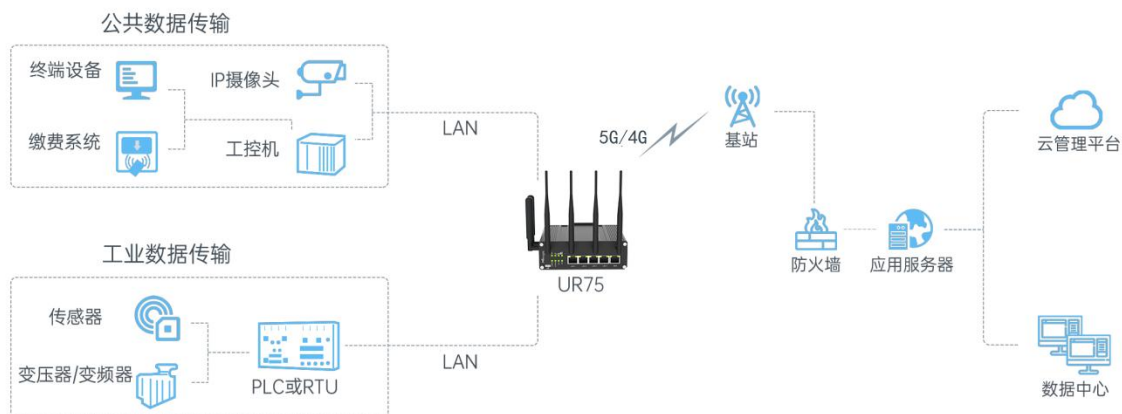 公共数据传输
终端设备
IP摄像头
缴费系统
工控机
LAN
5G/4G
基站
云管理平台
UR75
防火墙
应用服务器
工业数据传输
传感器
变压器/变频器
PLC或RTU
LAN
数据中心